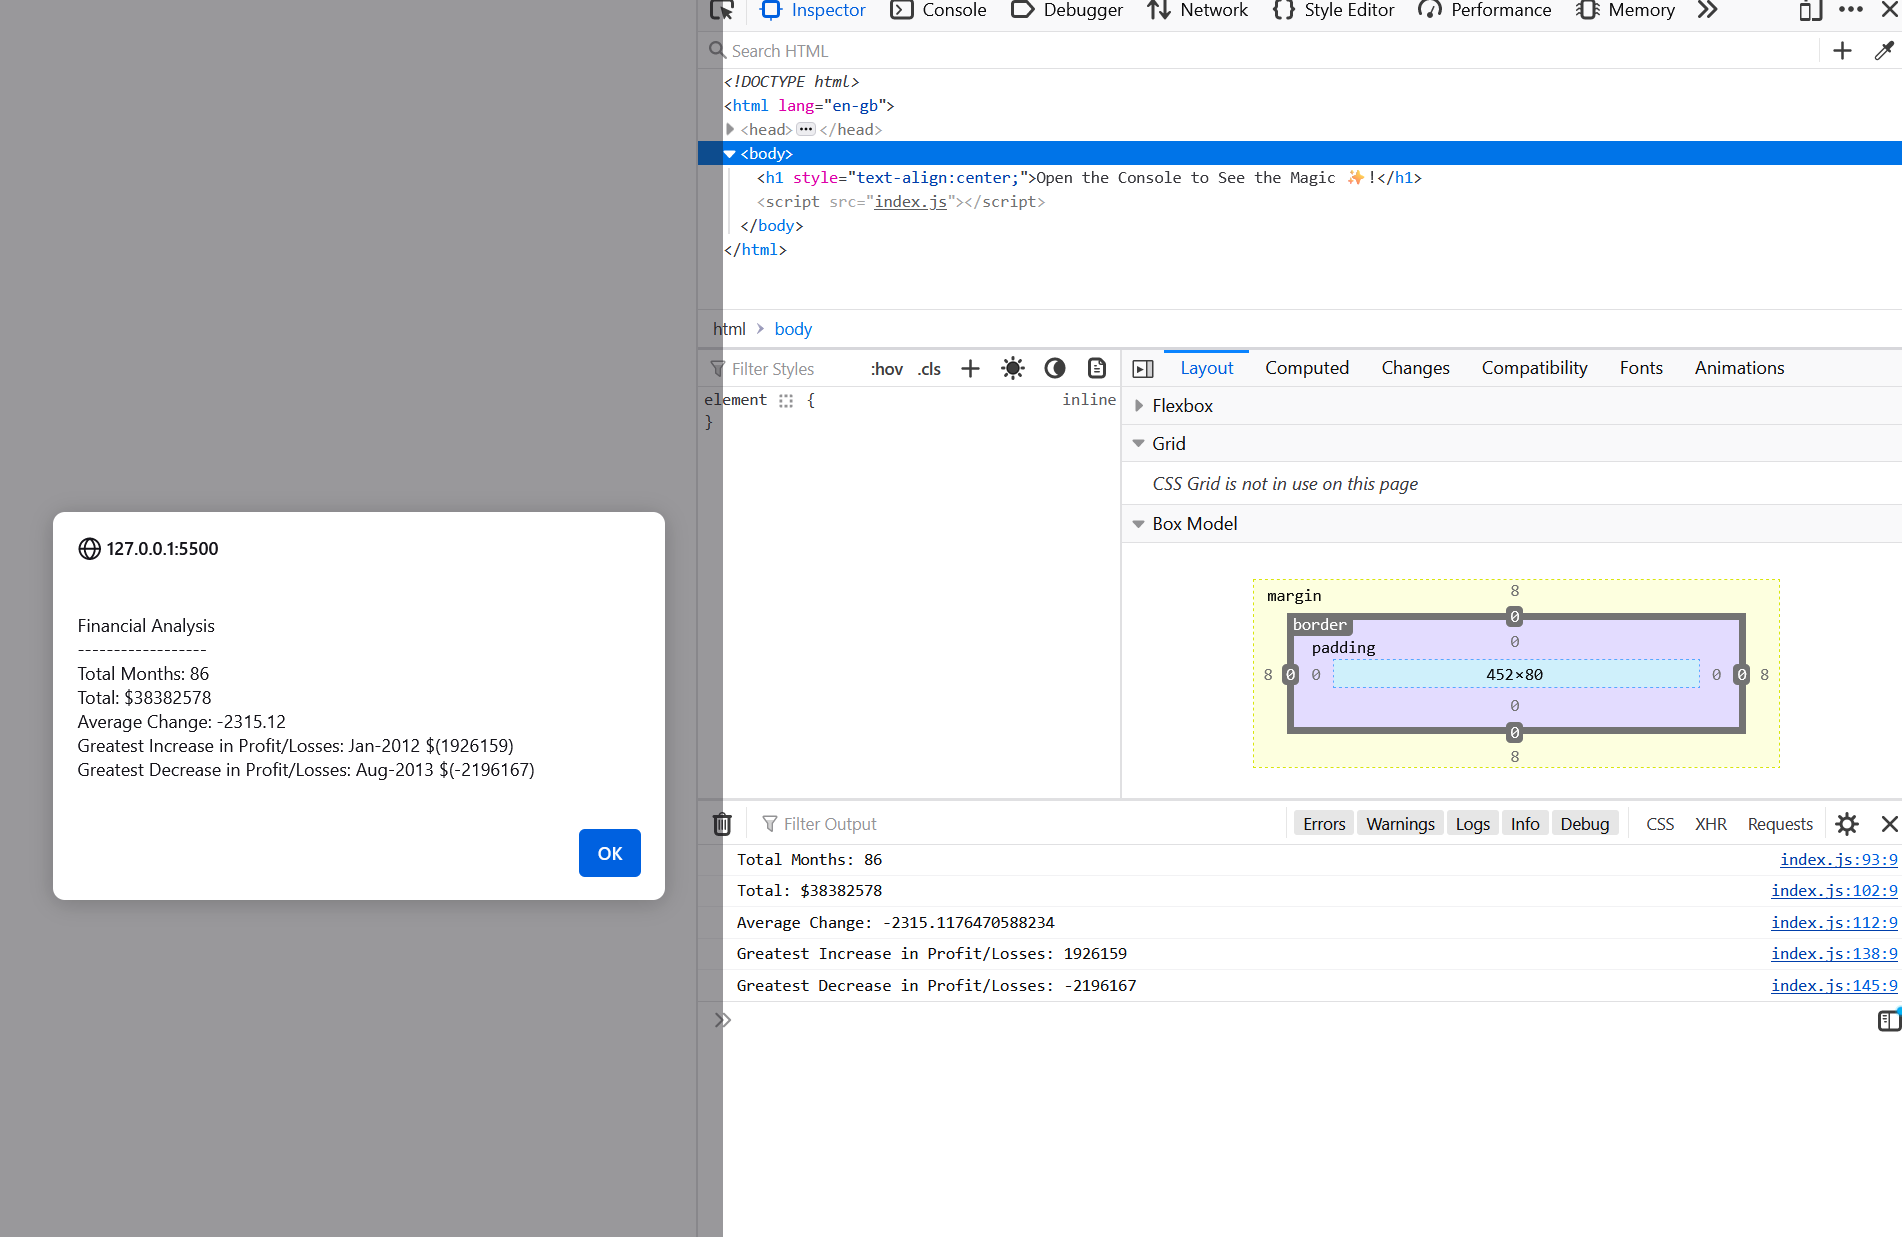 Inspector Console Debugger Network Style Editor Performance Memory
Search HTML
<!DOCTYPE html>
<html lang="en-gb">
<head> ••• </head>
<body>
<h1 style="text-align:center;">Open the Console to See the Magic ✨!</h1>
<script src="index.js"></script>
</body>
</html>
html > body
Filter Styles :hov .cls
element { inline
}
Layout Computed Changes Compatibility Fonts Animations
Flexbox
Grid
CSS Grid is not in use on this page
Box Model
margin 8
border 0
padding 0
8 0 0 452×80 0 0 8
0
0
8
127.0.0.1:5500
Financial Analysis
------------------
Total Months: 86
Total: $38382578
Average Change: -2315.12
Greatest Increase in Profit/Losses: Jan-2012 $(1926159)
Greatest Decrease in Profit/Losses: Aug-2013 $(-2196167)
OK
Filter Output Errors Warnings Logs Info Debug CSS XHR Requests
Total Months: 86 index.js:93:9
Total: $38382578 index.js:102:9
Average Change: -2315.1176470588234 index.js:112:9
Greatest Increase in Profit/Losses: 1926159 index.js:138:9
Greatest Decrease in Profit/Losses: -2196167 index.js:145:9